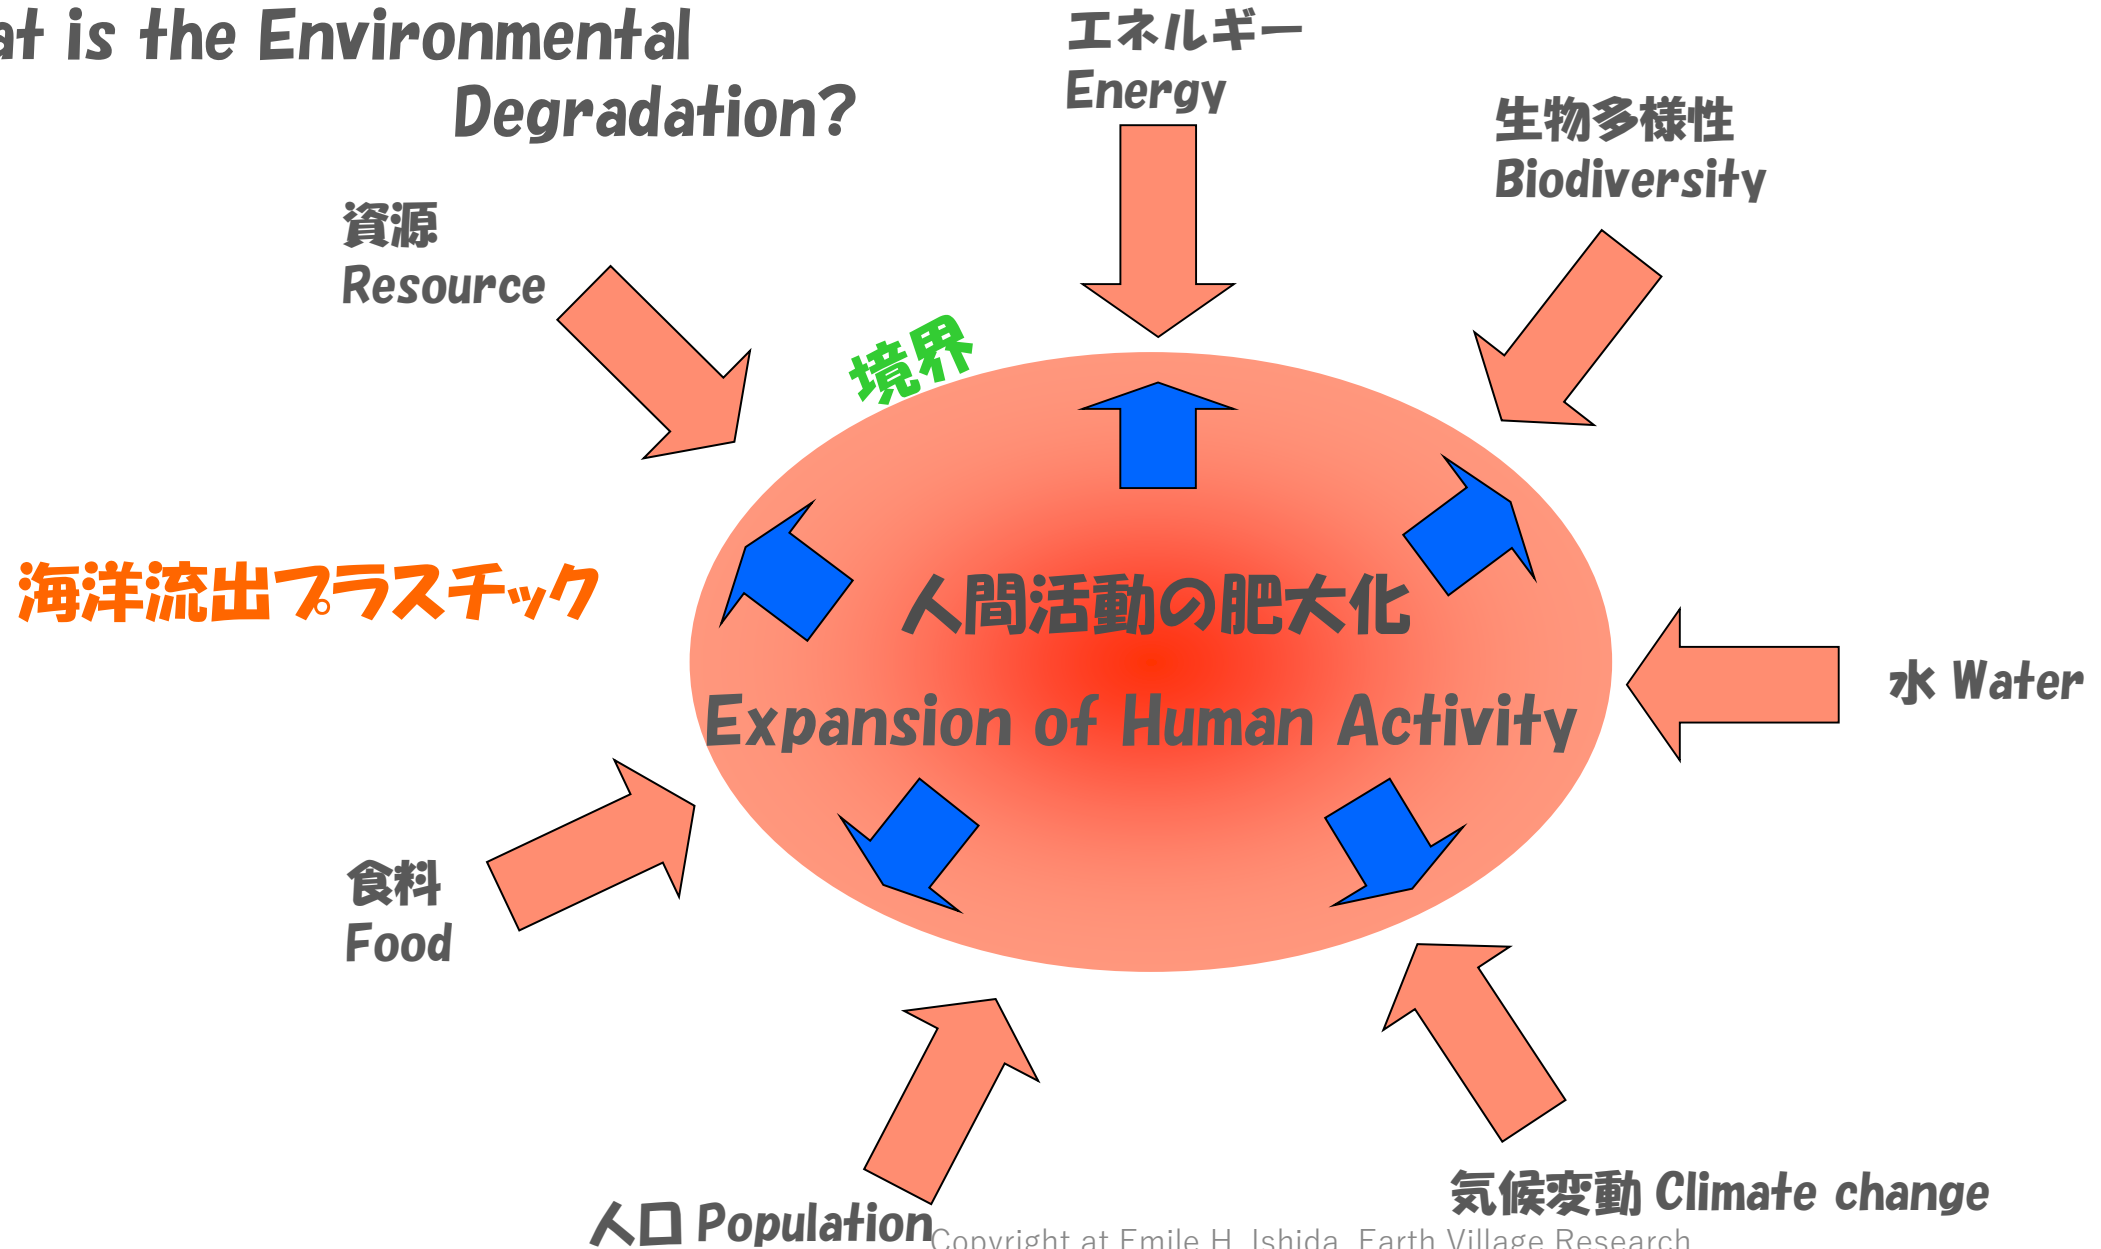 at is the Environmental
Degradation?
エネルギー
Energy
生物多様性
Biodiversity
資源
Resource
境界
海洋流出プラスチック
人間活動の肥大化
Expansion of Human Activity
水 Water
食料
Food
気候変動 Climate change
人口 Population
Copyright at Emile H. Ishida, Earth Village Research